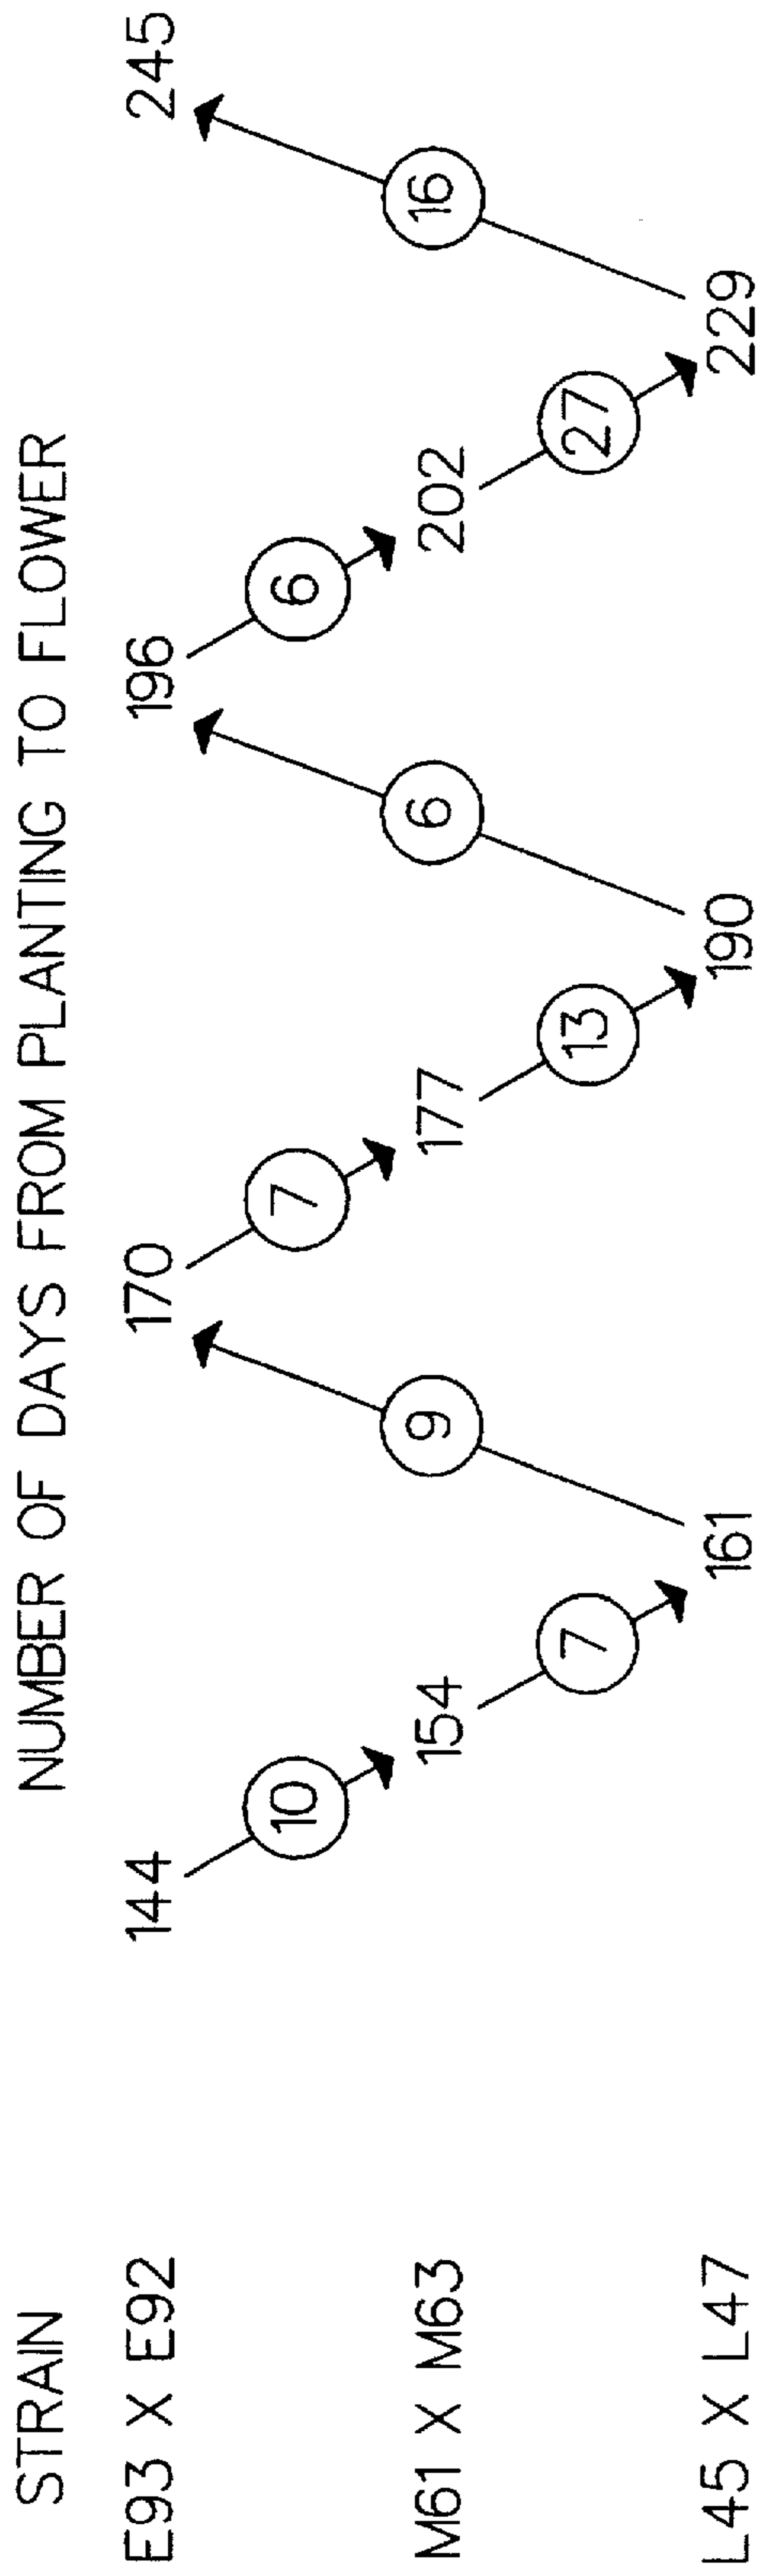 STRAIN NUMBER OF DAYS FROM PLANTING TO FLOWER
E93 X E92 144 170 196 245
10 7 6
9 6 16
M61 X M63 154 177 202
7 13 27
L45 X L47 161 190 229